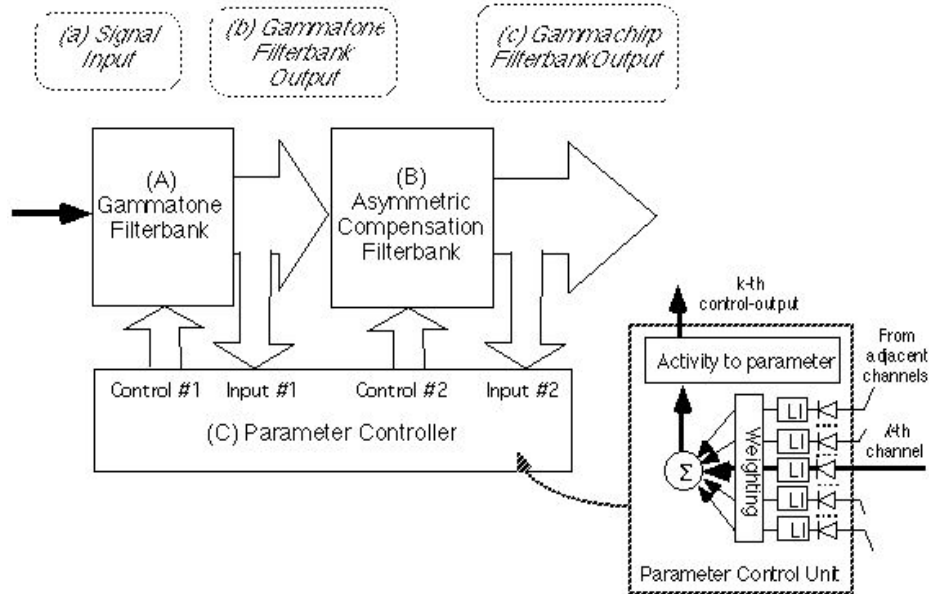 (a) Signal
Input
(b) Gammatone
Filterbank
Output
(c) Gammachirp
FilterbankOutput
(A)
Gammatone
Filterbank
(B)
Asymmetric
Compensation
Filterbank
Control #1
Input #1
Control #2
Input #2
(C) Parameter Controller
k-th
control-output
Activity to parameter
From
adjacent
channels
k-th
channel
Weighting
Σ
LI
LI
LI
LI
LI
Parameter Control Unit